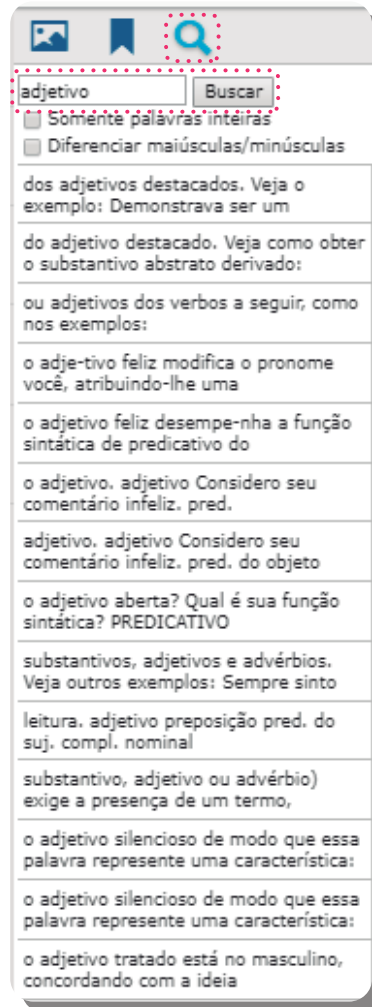 adjetivo Buscar
Somente palavras inteiras
Diferenciar maiúsculas/minúsculas
dos adjetivos destacados. Veja o
exemplo: Demonstrava ser um
do adjetivo destacado. Veja como obter
o substantivo abstrato derivado:
ou adjetivos dos verbos a seguir, como
nos exemplos:
o adje-tivo feliz modifica o pronome
você, atribuindo-lhe uma
o adjetivo feliz desempe-nha a função
sintática de predicativo do
o adjetivo. adjetivo Considero seu
comentário infeliz. pred.
adjetivo. adjetivo Considero seu
comentário infeliz. pred. do objeto
o adjetivo aberta? Qual é sua função
sintática? PREDICATIVO
substantivos, adjetivos e advérbios.
Veja outros exemplos: Sempre sinto
leitura. adjetivo preposição pred. do
suj. compl. nominal
substantivo, adjetivo ou advérbio)
exige a presença de um termo,
o adjetivo silencioso de modo que essa
palavra represente uma característica:
o adjetivo silencioso de modo que essa
palavra represente uma característica:
o adjetivo tratado está no masculino,
concordando com a ideia